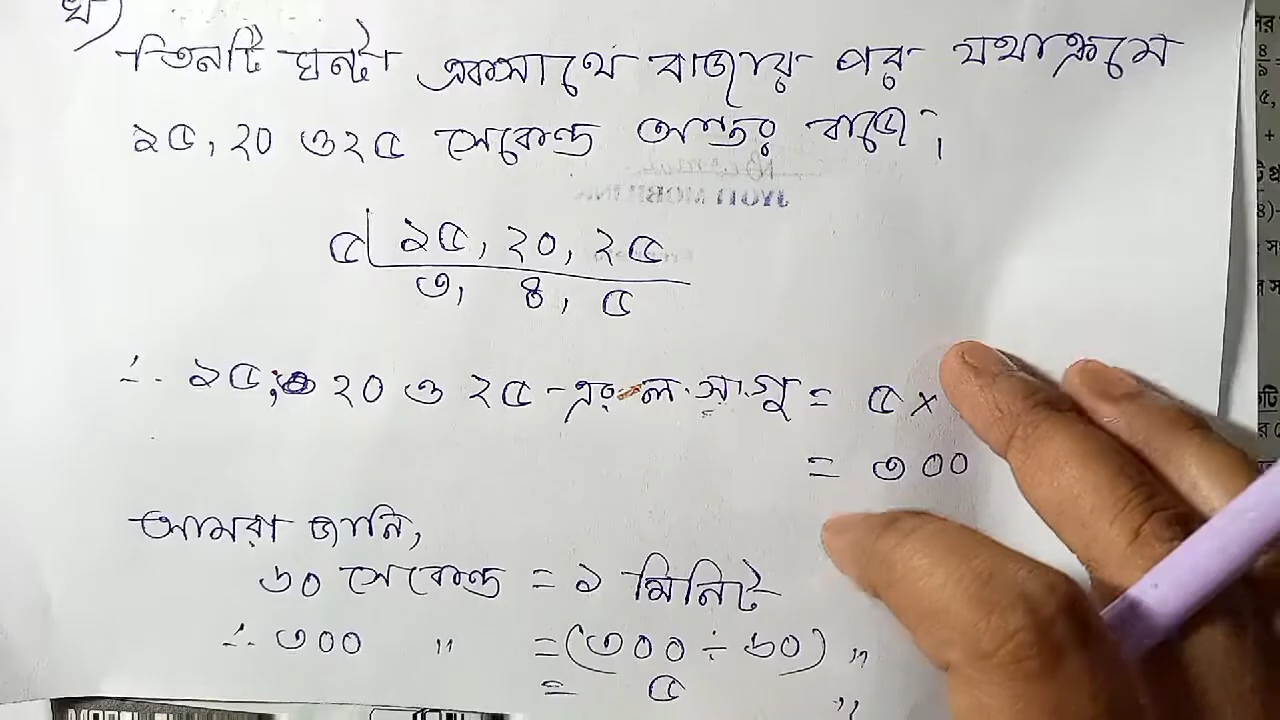 খ)
তিনটি ঘন্টা একসাথে বাজার পর যথাক্রমে
১৫, ২০ ও ২৫ সেকেন্ড অন্তর বাজে;
৫ ১৫, ২০, ২৫
৩, ৪, ৫
∴ ১৫, ২০ ও ২৫ -এর ল.সা.গু = ৫ ×
= ৩০০
আমরা জানি,
৬০ সেকেন্ড = ১ মিনিট
∴ ৩০০ " = (৩০০ ÷ ৬০) "
= ৫ "